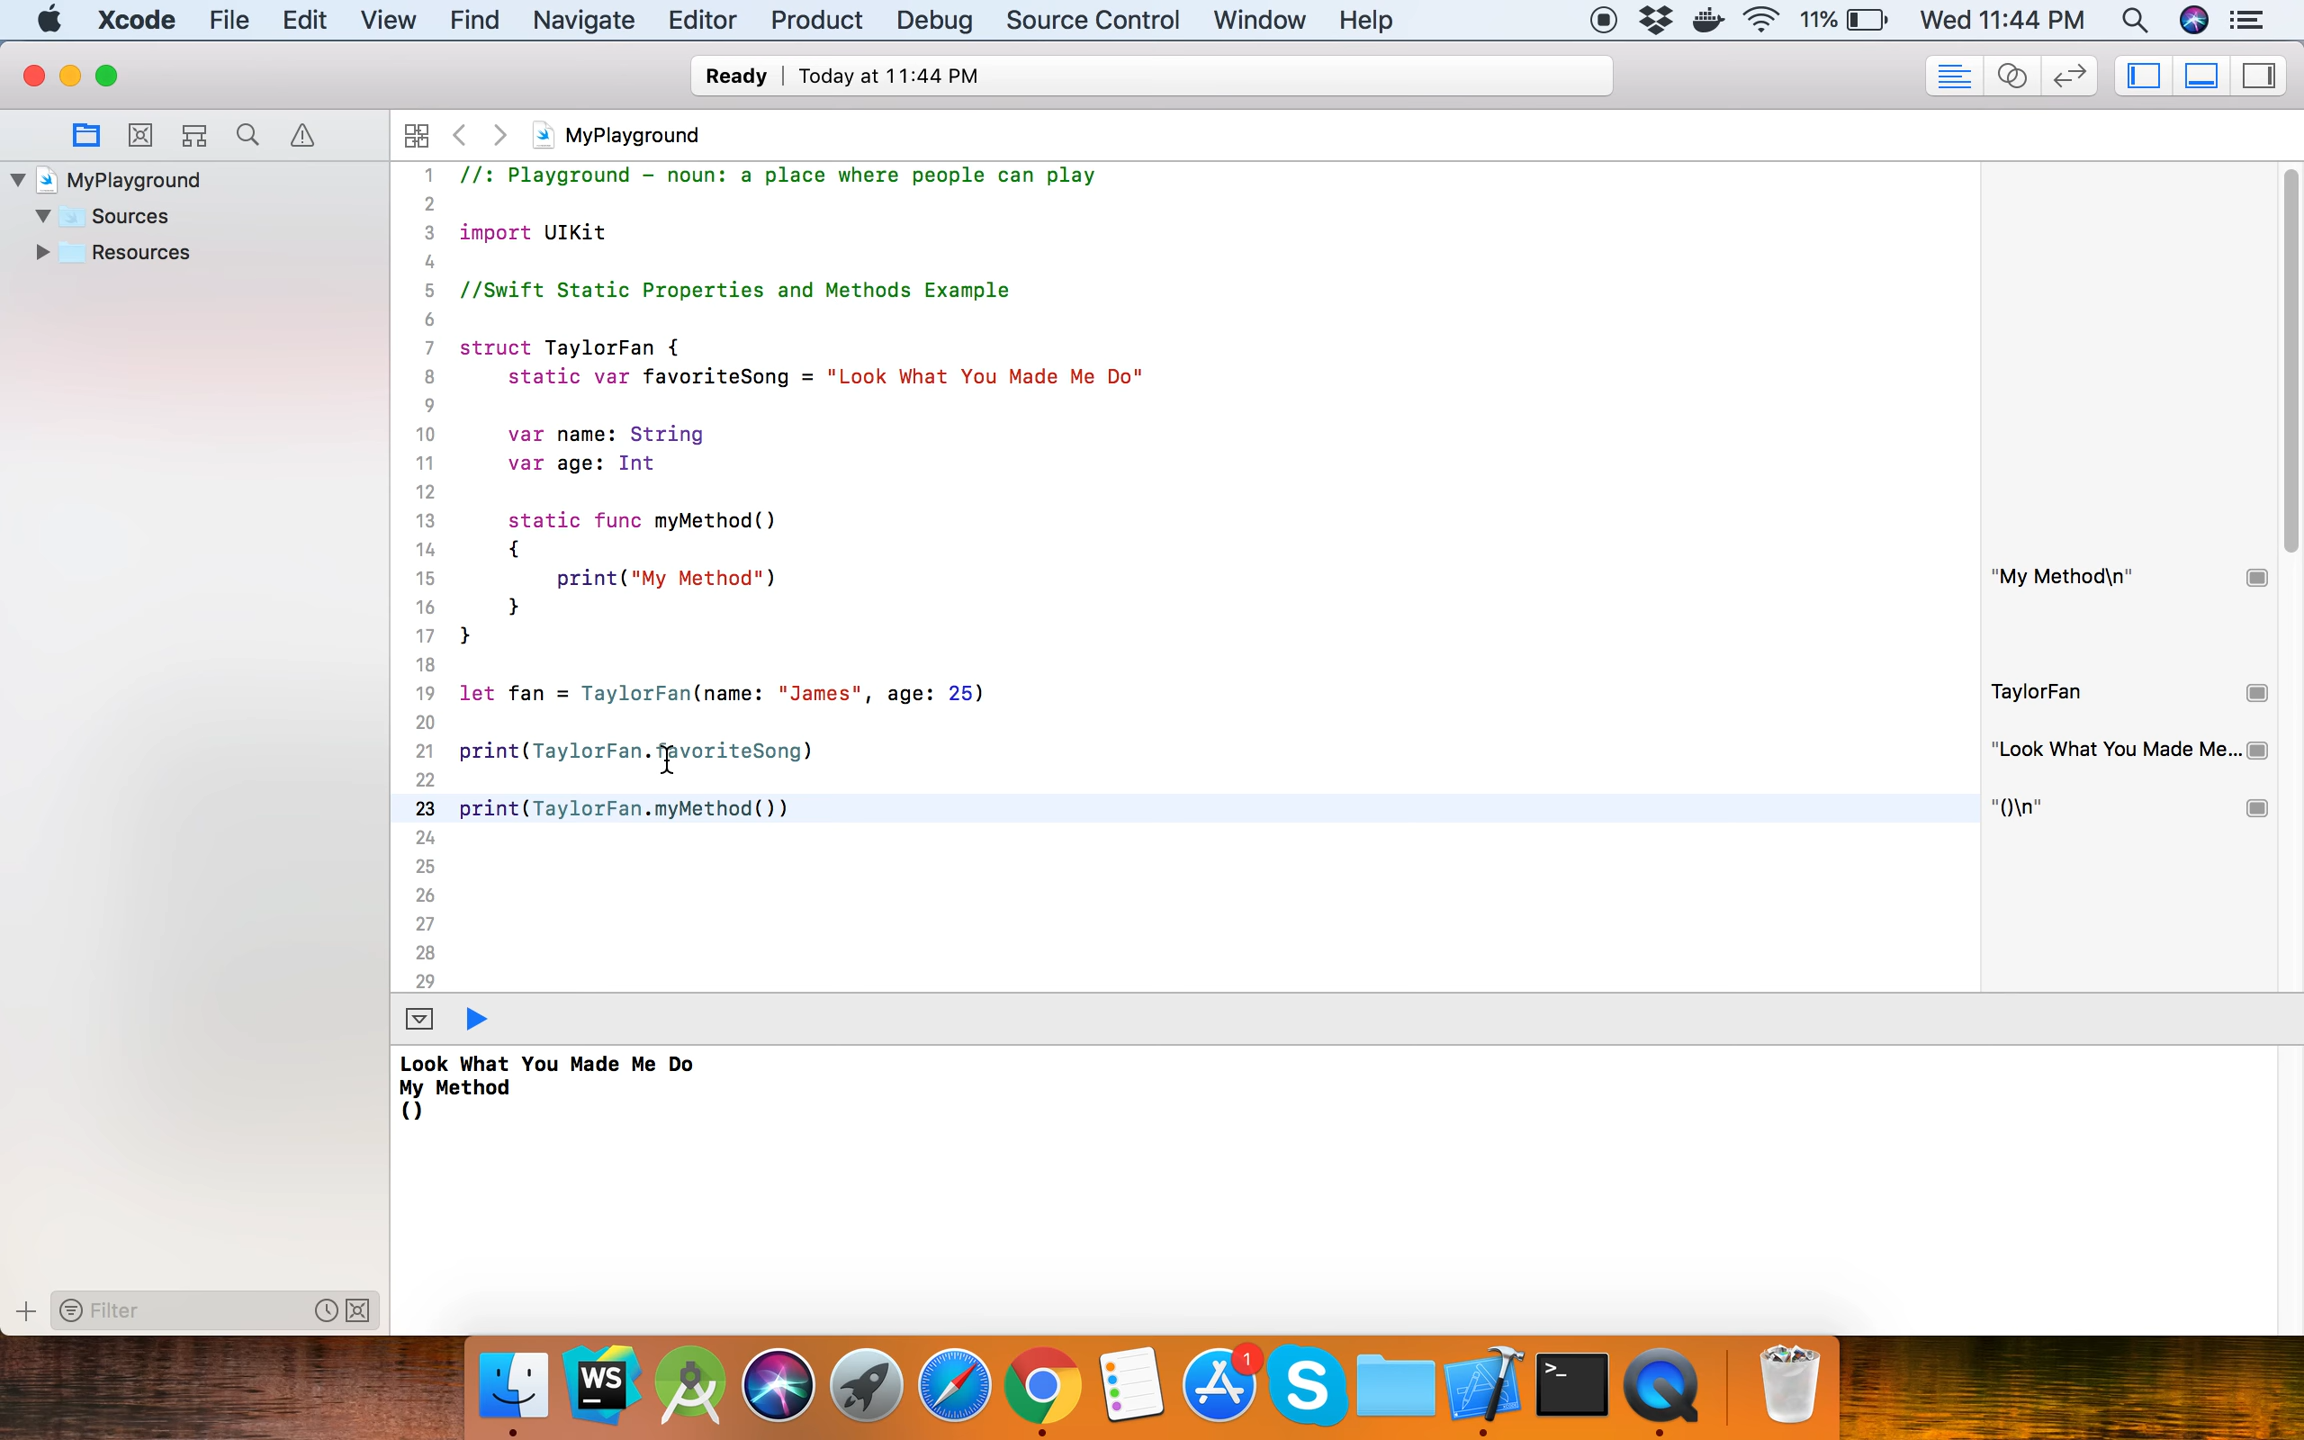 Xcode File Edit View Find Navigate Editor Product Debug Source Control Window Help 11% Wed 11:44 PM
Ready | Today at 11:44 PM
MyPlayground
MyPlayground
Sources
Resources
1 //: Playground – noun: a place where people can play
2
3 import UIKit
4
5 //Swift Static Properties and Methods Example
6
7 struct TaylorFan {
8 static var favoriteSong = "Look What You Made Me Do"
9
10 var name: String
11 var age: Int
12
13 static func myMethod()
14 {
15 print("My Method") "My Method\n"
16 }
17 }
18
19 let fan = TaylorFan(name: "James", age: 25) TaylorFan
20
21 print(TaylorFan.favoriteSong) "Look What You Made Me...
22
23 print(TaylorFan.myMethod()) "()\n"
24
25
26
27
28
29
Look What You Made Me Do
My Method
()
Filter
WS
1
S
>_